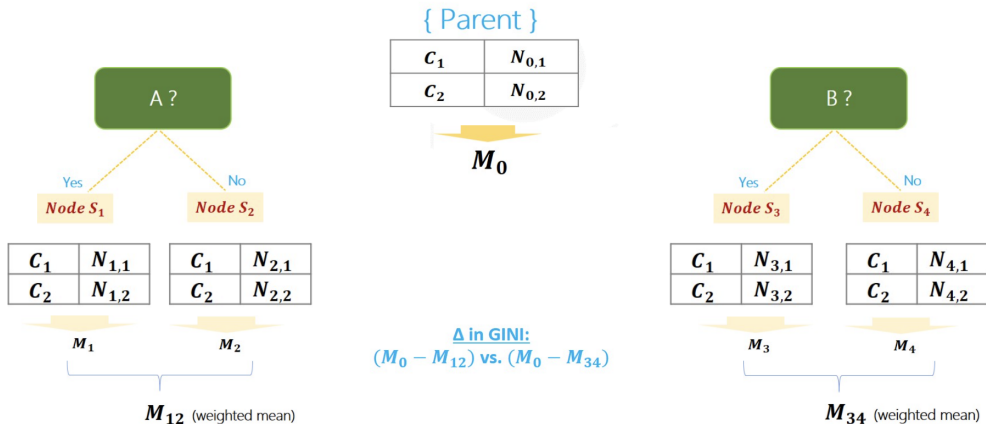 { Parent }
C₁ N₀,₁
C₂ N₀,₂
M₀
A ?
Yes
No
Node S₁
Node S₂
C₁ N₁,₁
C₂ N₁,₂
C₁ N₂,₁
C₂ N₂,₂
M₁
M₂
M₁₂ (weighted mean)
Δ in GINI:
(M₀ − M₁₂) vs. (M₀ − M₃₄)
B ?
Yes
No
Node S₃
Node S₄
C₁ N₃,₁
C₂ N₃,₂
C₁ N₄,₁
C₂ N₄,₂
M₃
M₄
M₃₄ (weighted mean)